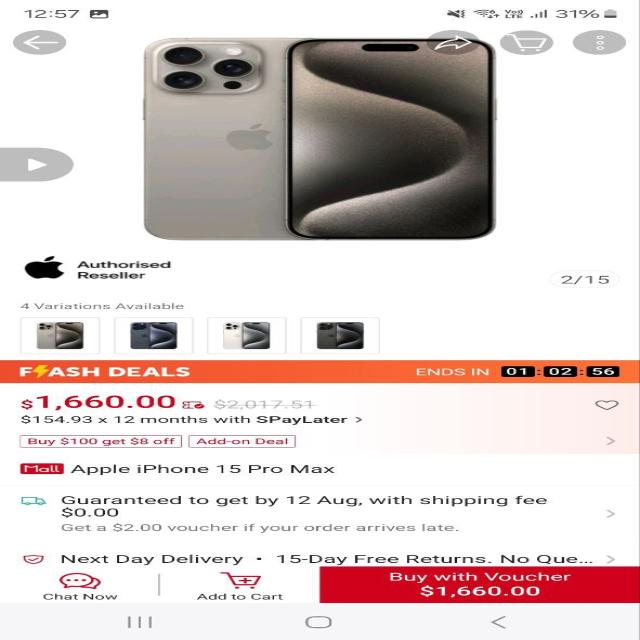 12:57 31%
Authorised
Reseller
2/15
4 Variations Available
FLASH DEALS ENDS IN 01:02:56
$1,660.00 $2,017.51
$154.93 x 12 months with SPayLater >
Buy $100 get $8 off Add-on Deal
Mall Apple iPhone 15 Pro Max
Guaranteed to get by 12 Aug, with shipping fee
$0.00
Get a $2.00 voucher if your order arrives late.
Next Day Delivery • 15-Day Free Returns. No Que...
Chat Now
Add to Cart
Buy with Voucher
$1,660.00